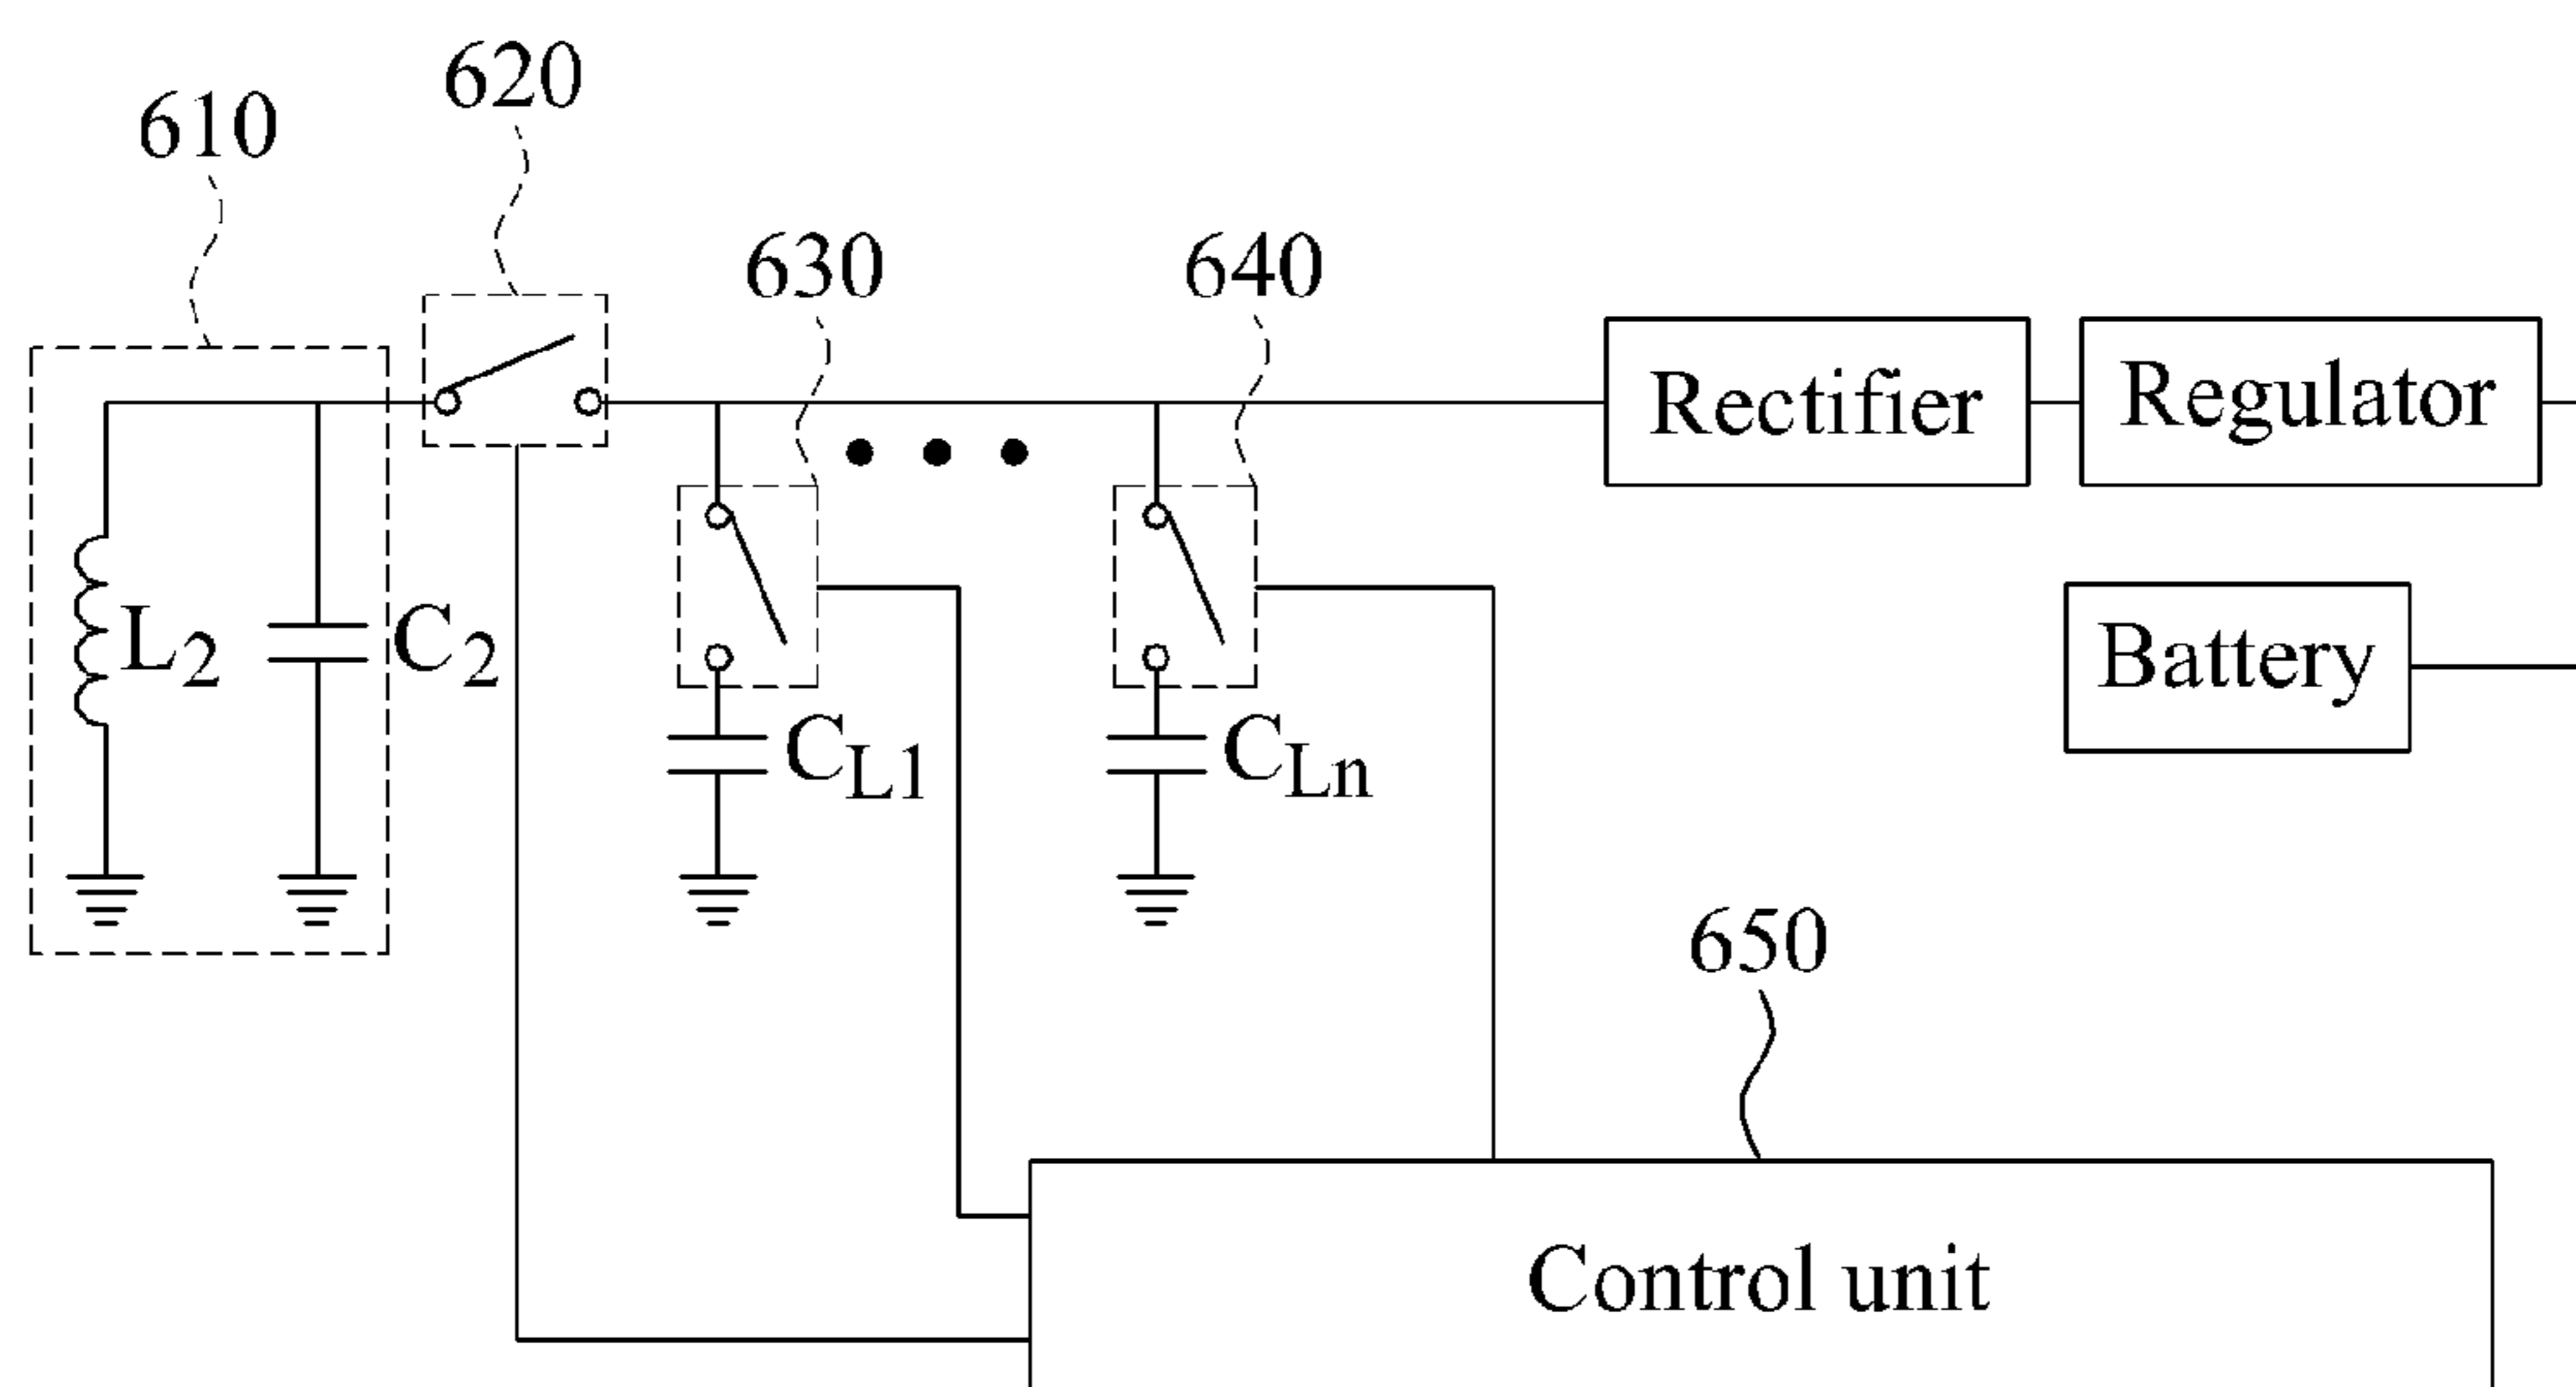 620
610
630
640
Rectifier
Regulator
L2
C2
Battery
CL1
CLn
650
Control unit